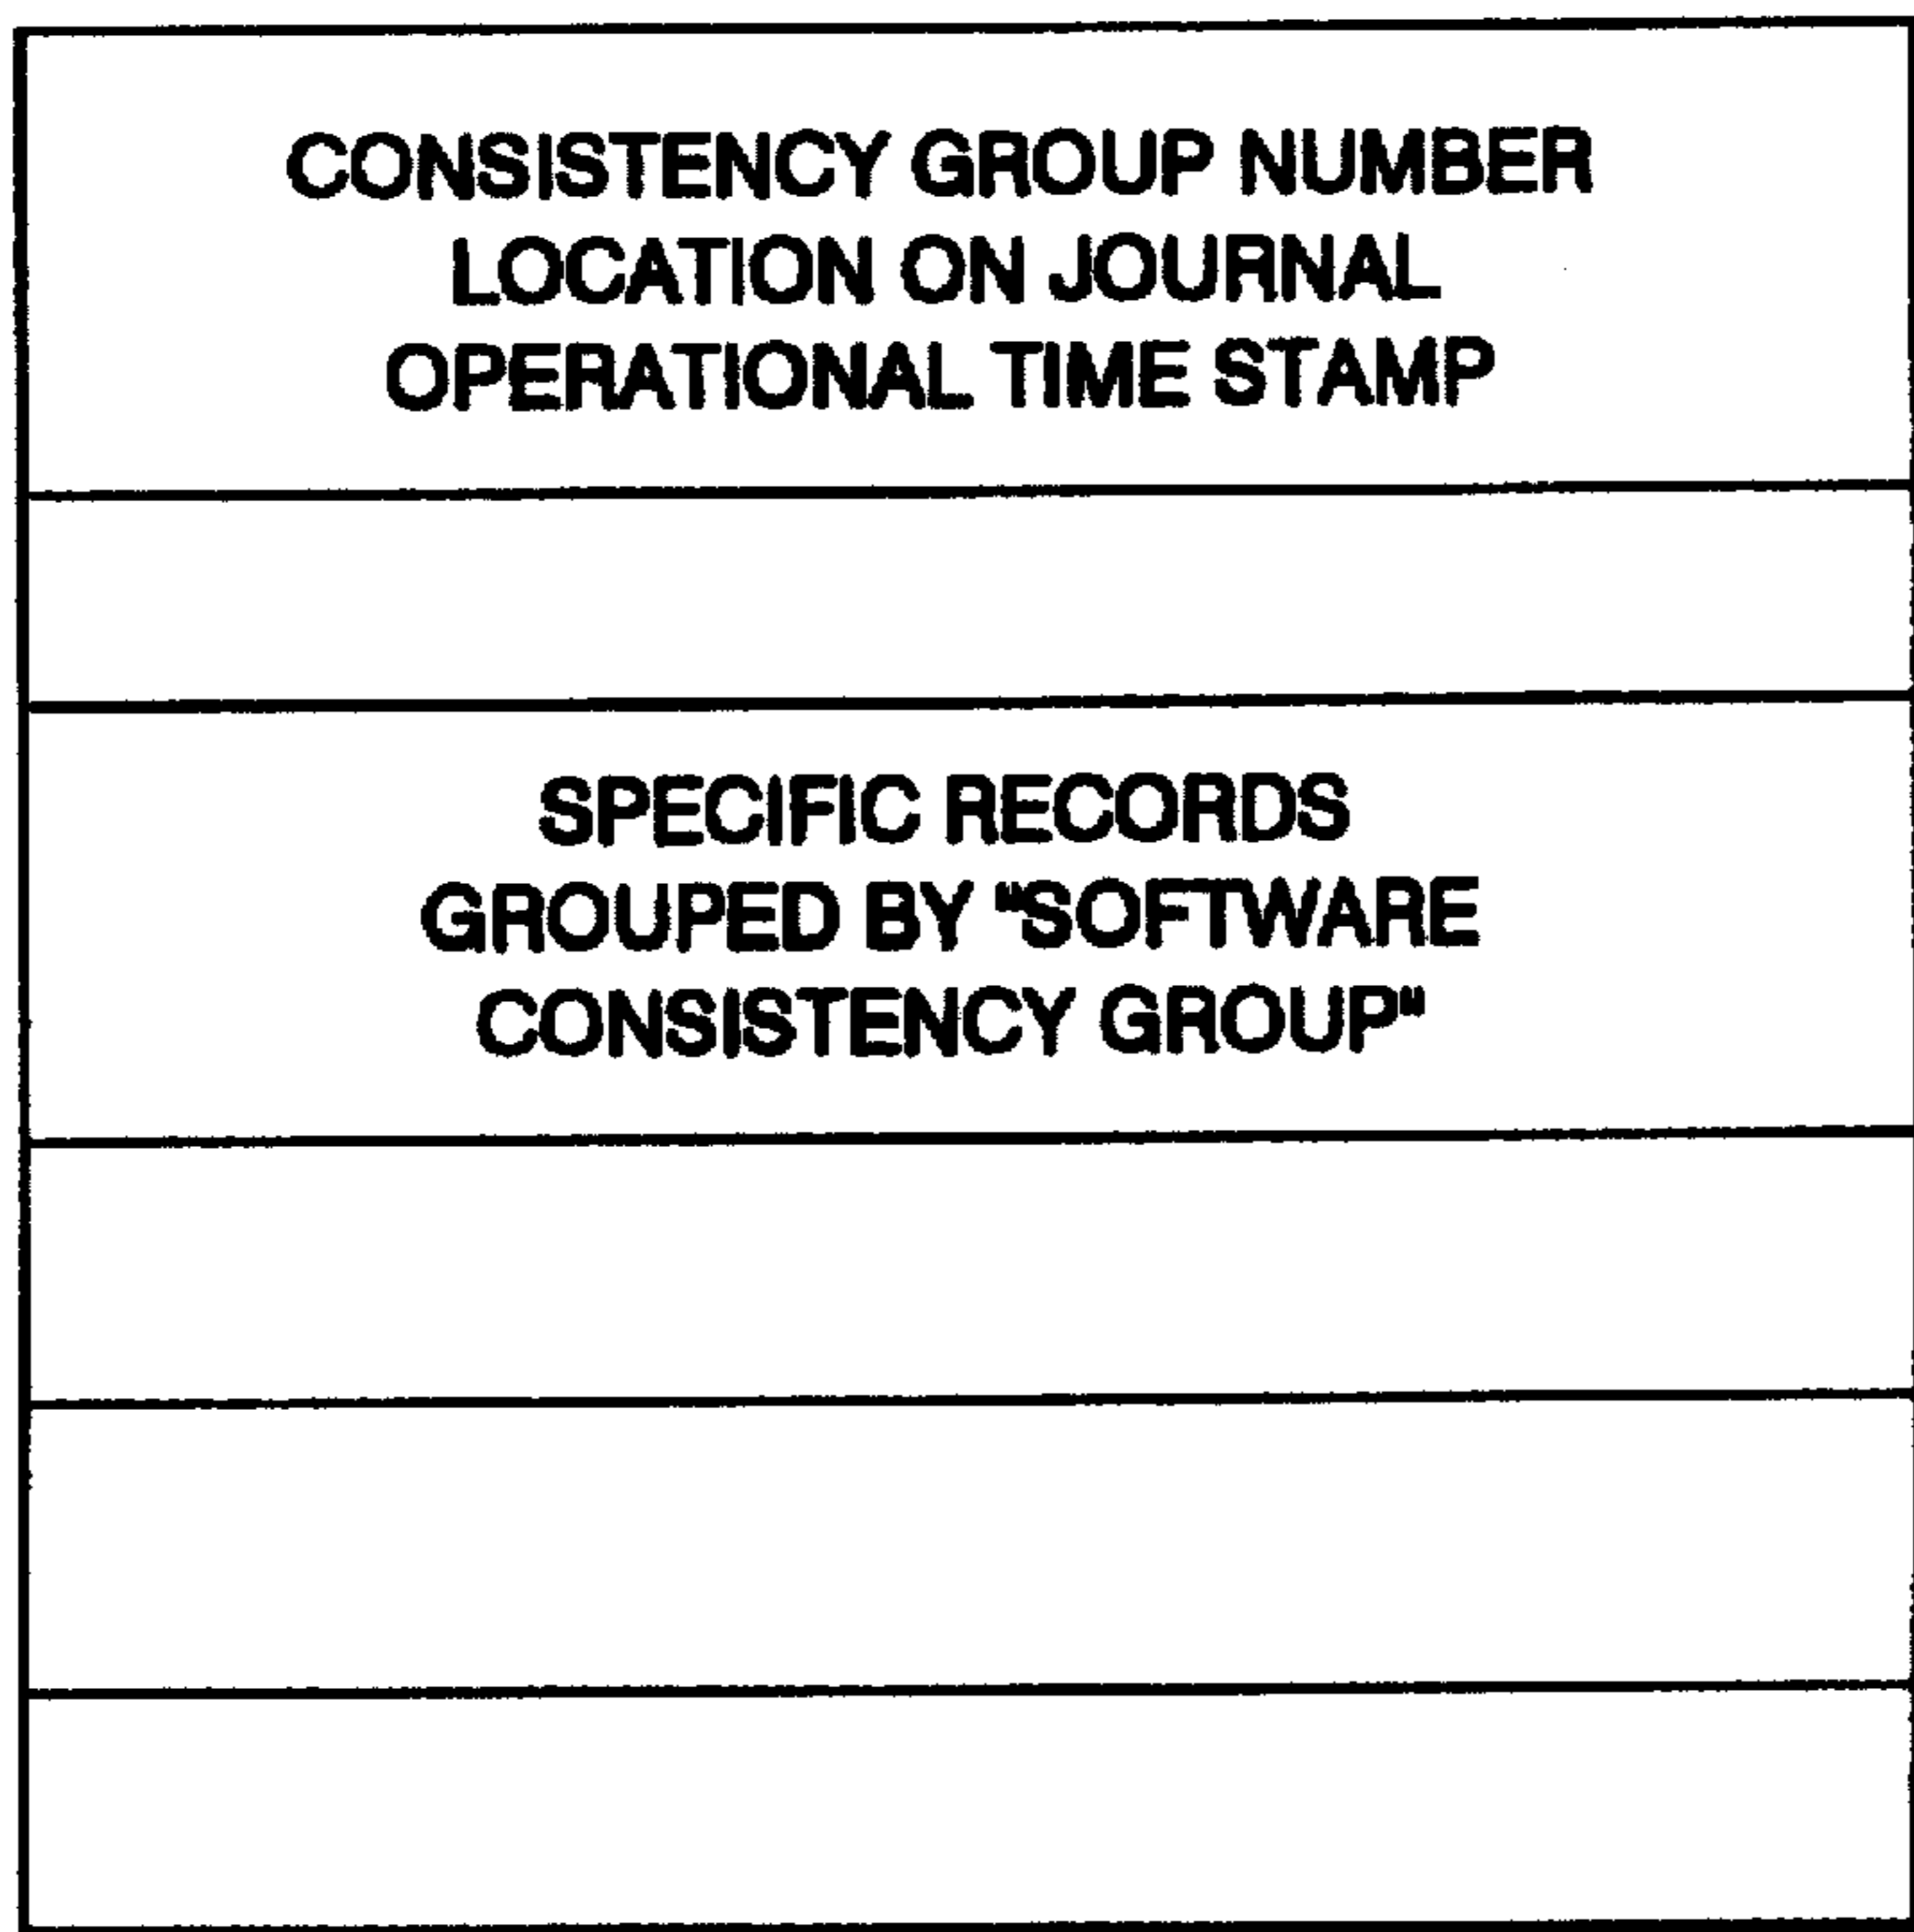 CONSISTENCY GROUP NUMBER
LOCATION ON JOURNAL
OPERATIONAL TIME STAMP
SPECIFIC RECORDS
GROUPED BY "SOFTWARE
CONSISTENCY GROUP"